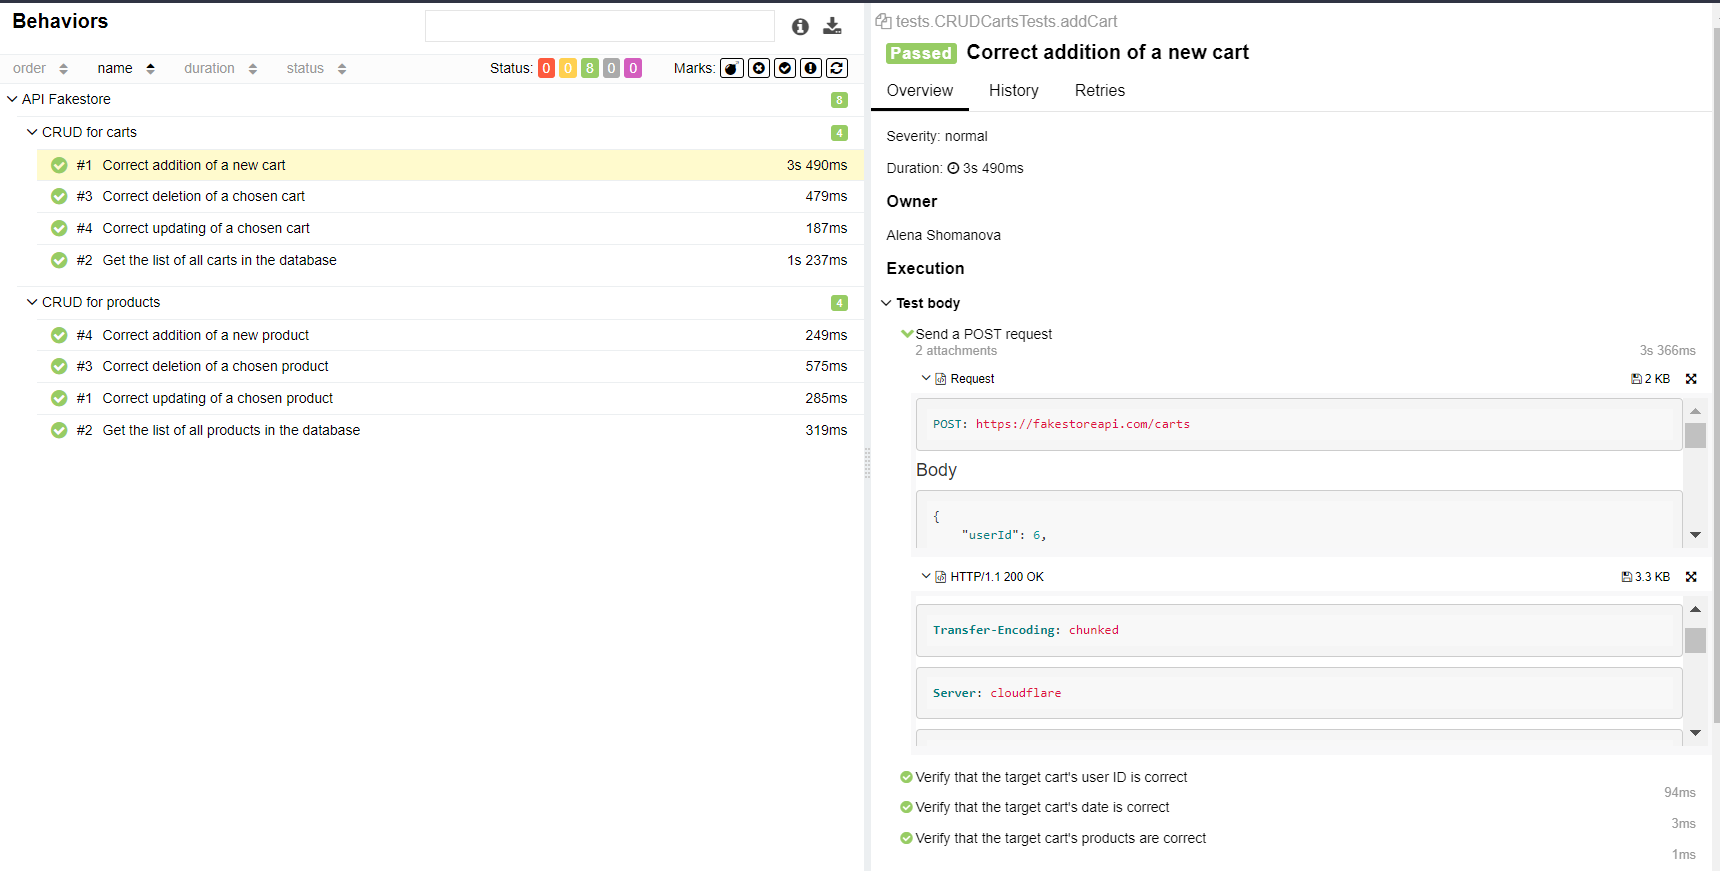 Behaviors
order name duration status Status: 0 0 8 0 0 Marks:
API Fakestore 8
CRUD for carts 4
#1 Correct addition of a new cart 3s 490ms
#3 Correct deletion of a chosen cart 479ms
#4 Correct updating of a chosen cart 187ms
#2 Get the list of all carts in the database 1s 237ms
CRUD for products 4
#4 Correct addition of a new product 249ms
#3 Correct deletion of a chosen product 575ms
#1 Correct updating of a chosen product 285ms
#2 Get the list of all products in the database 319ms
tests.CRUDCartsTests.addCart
Passed Correct addition of a new cart
Overview History Retries
Severity: normal
Duration: 3s 490ms
Owner
Alena Shomanova
Execution
Test body
Send a POST request
2 attachments 3s 366ms
Request 2 KB
POST: https://fakestoreapi.com/carts
Body
{
"userId": 6,
HTTP/1.1 200 OK 3.3 KB
Transfer-Encoding: chunked
Server: cloudflare
Verify that the target cart's user ID is correct
94ms
Verify that the target cart's date is correct
3ms
Verify that the target cart's products are correct
1ms